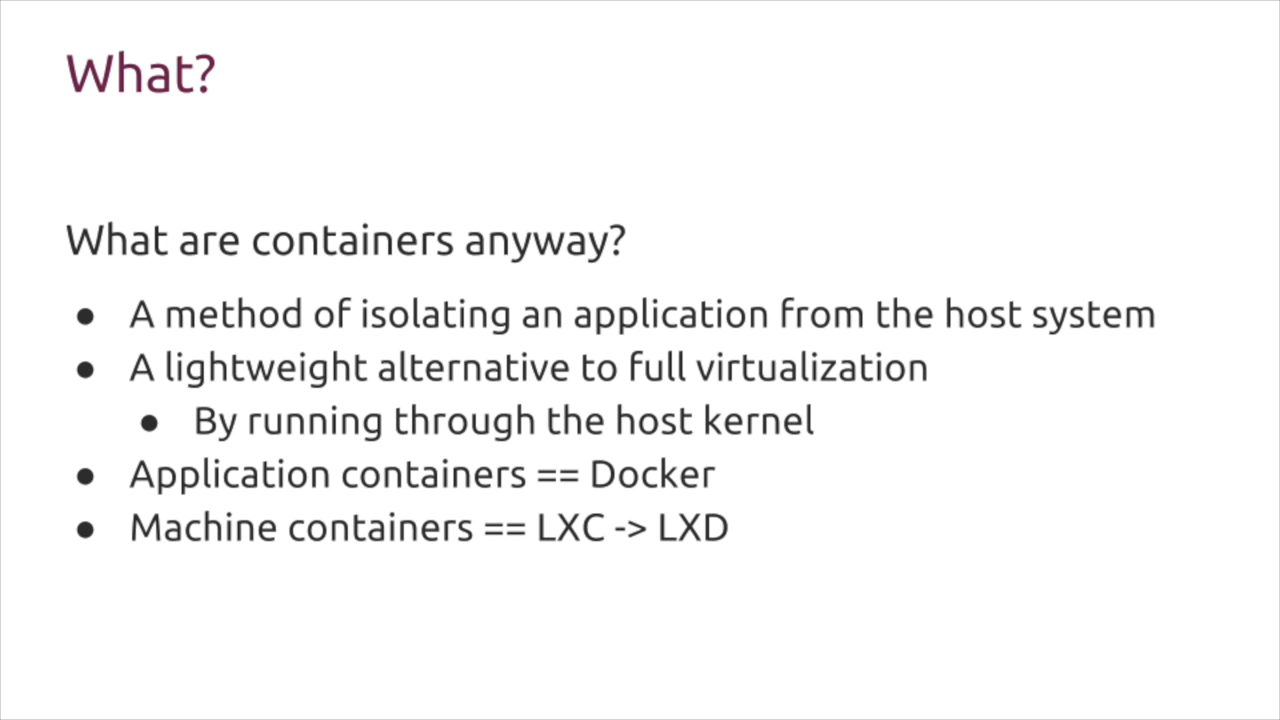 What?
What are containers anyway?
● A method of isolating an application from the host system
● A lightweight alternative to full virtualization
● By running through the host kernel
● Application containers == Docker
● Machine containers == LXC -> LXD